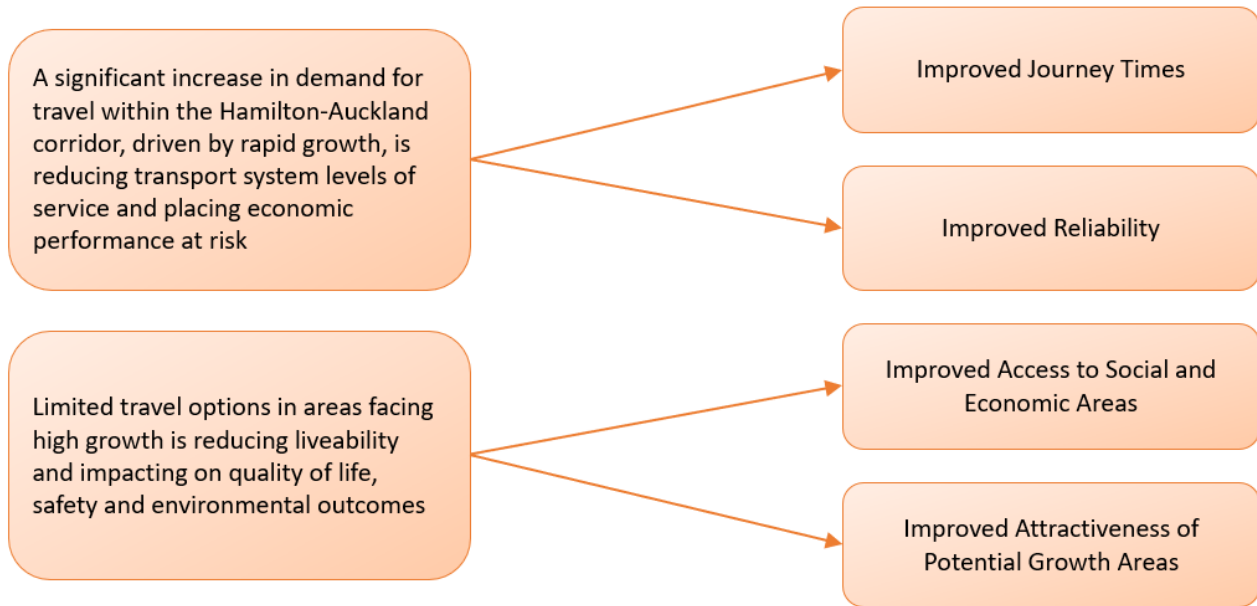 A significant increase in demand for
travel within the Hamilton-Auckland
corridor, driven by rapid growth, is
reducing transport system levels of
service and placing economic
performance at risk
Improved Journey Times
Improved Reliability
Limited travel options in areas facing
high growth is reducing liveability
and impacting on quality of life,
safety and environmental outcomes
Improved Access to Social and
Economic Areas
Improved Attractiveness of
Potential Growth Areas